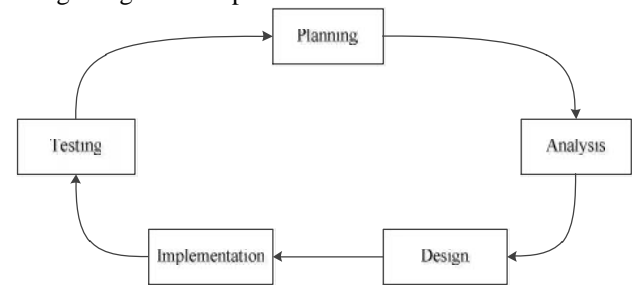 Planning
Testing
Analysis
Implementation
Design